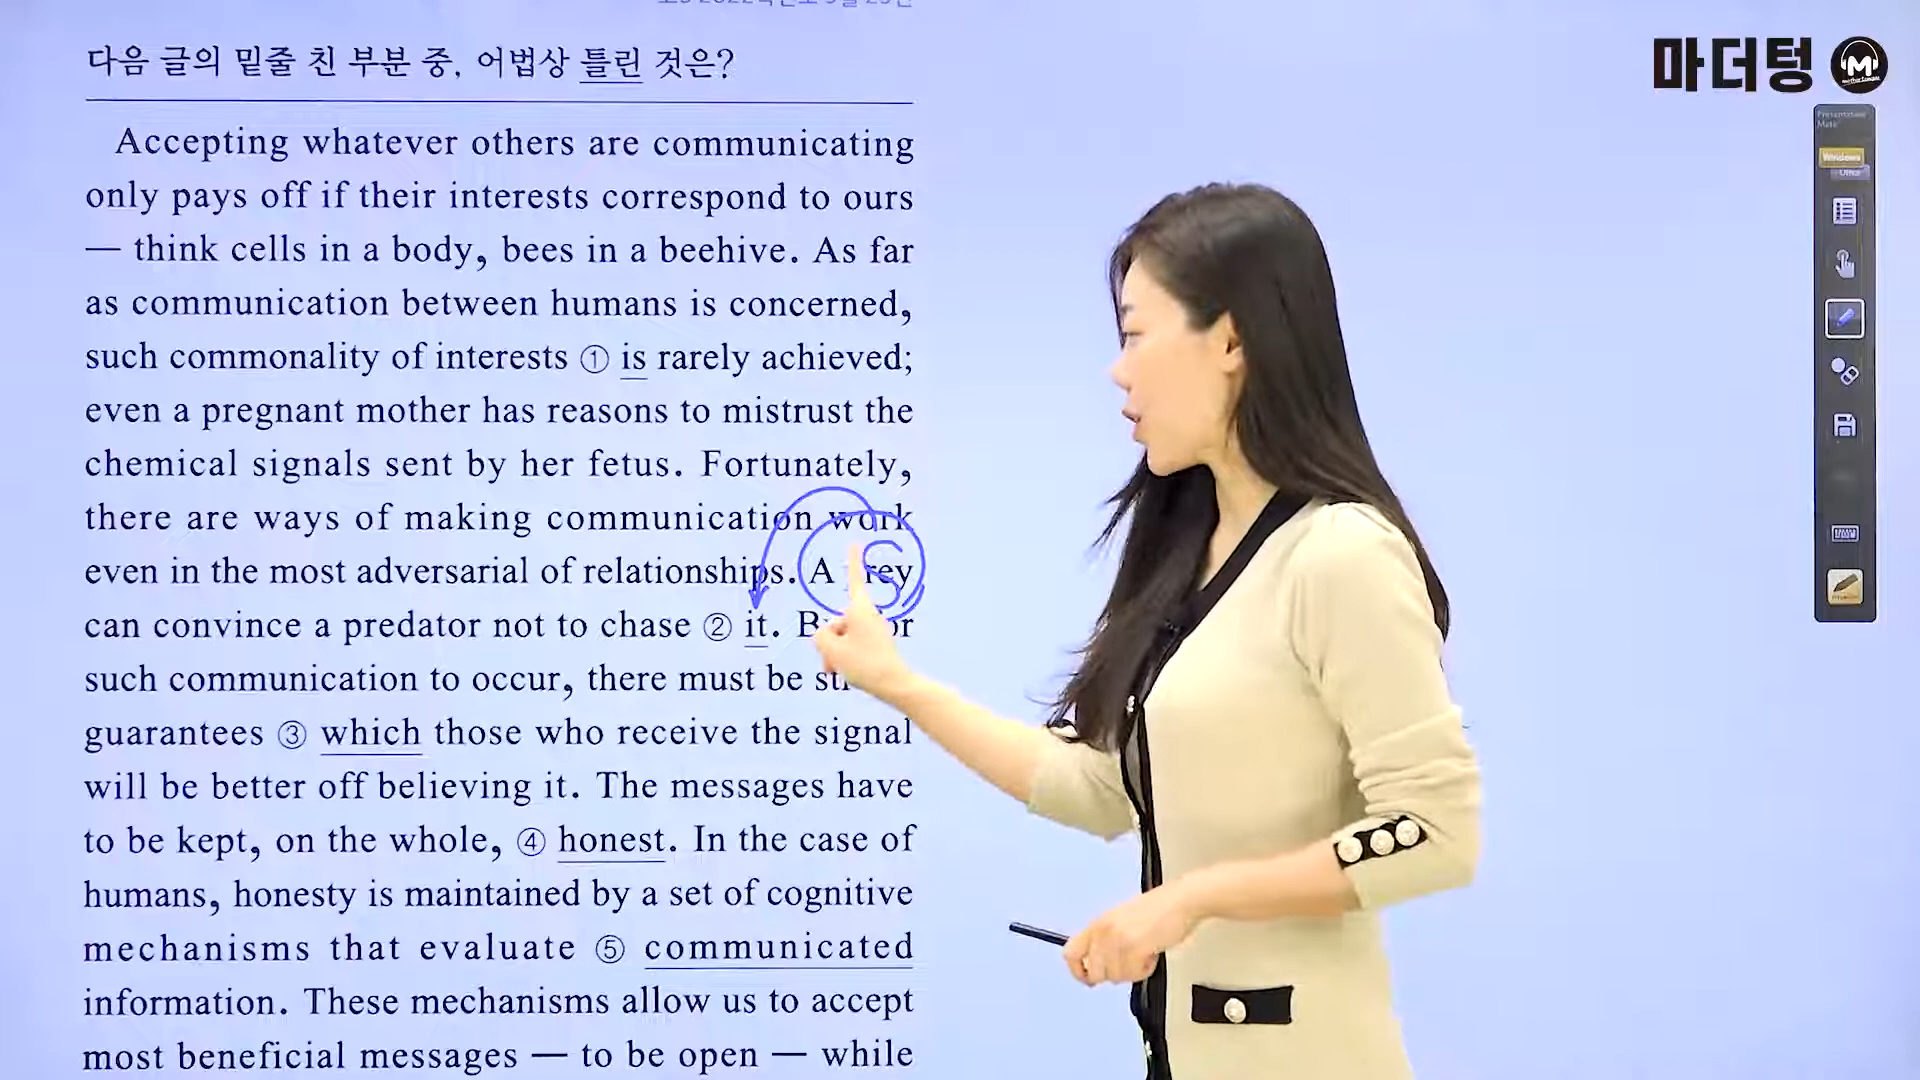 다음 글의 밑줄 친 부분 중, 어법상 틀린 것은?
마더텅
M
Accepting whatever others are communicating
only pays off if their interests correspond to ours
— think cells in a body, bees in a beehive. As far
as communication between humans is concerned,
such commonality of interests ① is rarely achieved;
even a pregnant mother has reasons to mistrust the
chemical signals sent by her fetus. Fortunately,
there are ways of making communication work
even in the most adversarial of relationships. A
can convince a predator not to chase ② it.
such communication to occur, there must be
guarantees ③ which those who receive the signal
will be better off believing it. The messages have
to be kept, on the whole, ④ honest. In the case of
humans, honesty is maintained by a set of cognitive
mechanisms that evaluate ⑤ communicated
information. These mechanisms allow us to accept
most beneficial messages — to be open — while
S
Windows